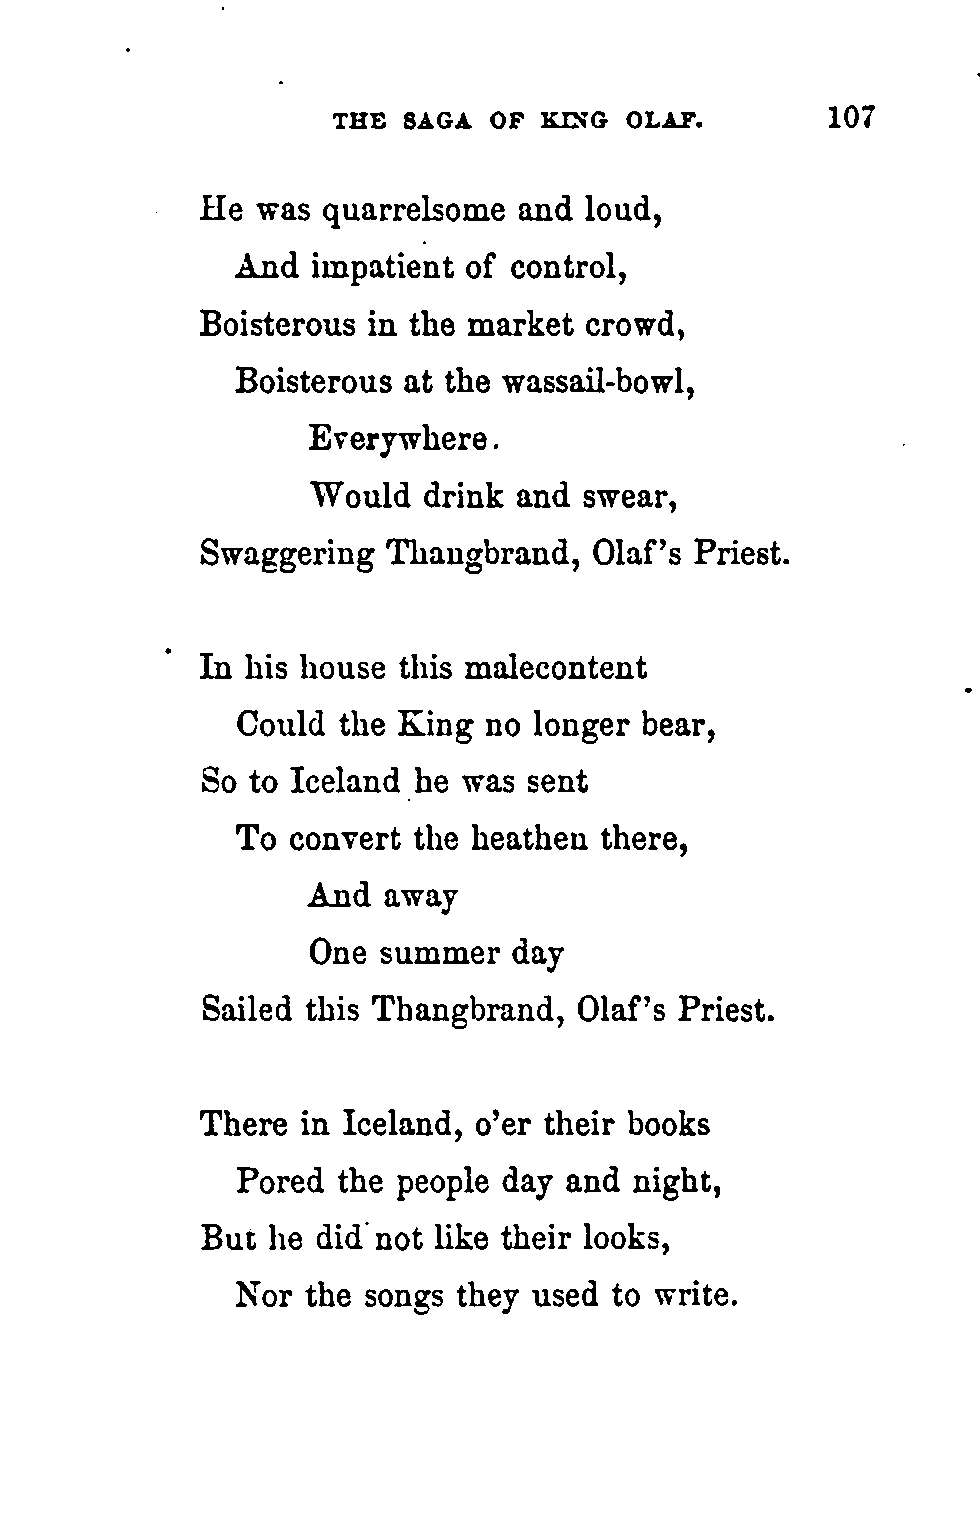 THE SAGA OF KING OLAF. 107
He was quarrelsome and loud,
And impatient of control,
Boisterous in the market crowd,
Boisterous at the wassail-bowl,
Everywhere.
Would drink and swear,
Swaggering Thangbrand, Olaf's Priest.
In his house this malecontent
Could the King no longer bear,
So to Iceland he was sent
To convert the heathen there,
And away
One summer day
Sailed this Thangbrand, Olaf's Priest.
There in Iceland, o'er their books
Pored the people day and night,
But he did not like their looks,
Nor the songs they used to write.